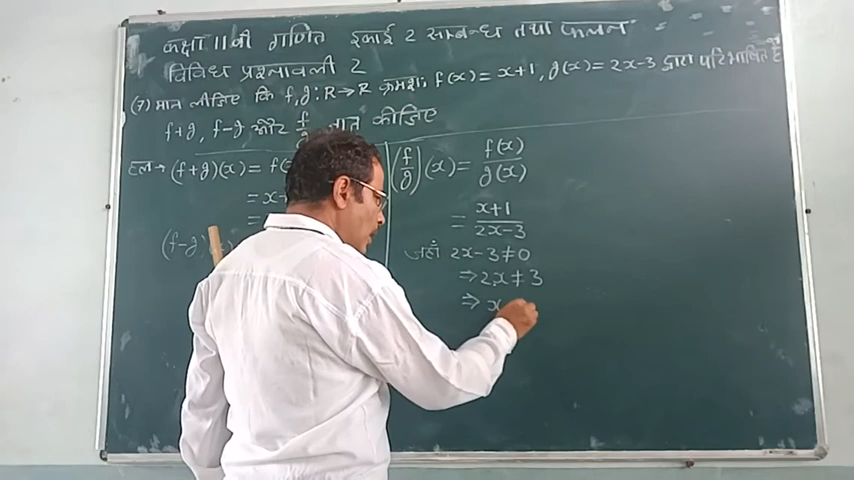 कक्षा 11वी गणित इकाई 2 सम्बन्ध तथा फलन
विविध प्रश्नावली 2
(7) मान लीजिए कि f,g:R→R क्रमशः f(x)=x+1, g(x)=2x-3 द्वारा परिभाषित है
f+g, f-g और f/g ज्ञात कीजिए
हल→ (f+g)(x)=
=x+
=
(f-g)
(f/g)(x)= f(x)/g(x)
= x+1/2x-3
जहाँ 2x-3≠0
⇒2x≠3
⇒x